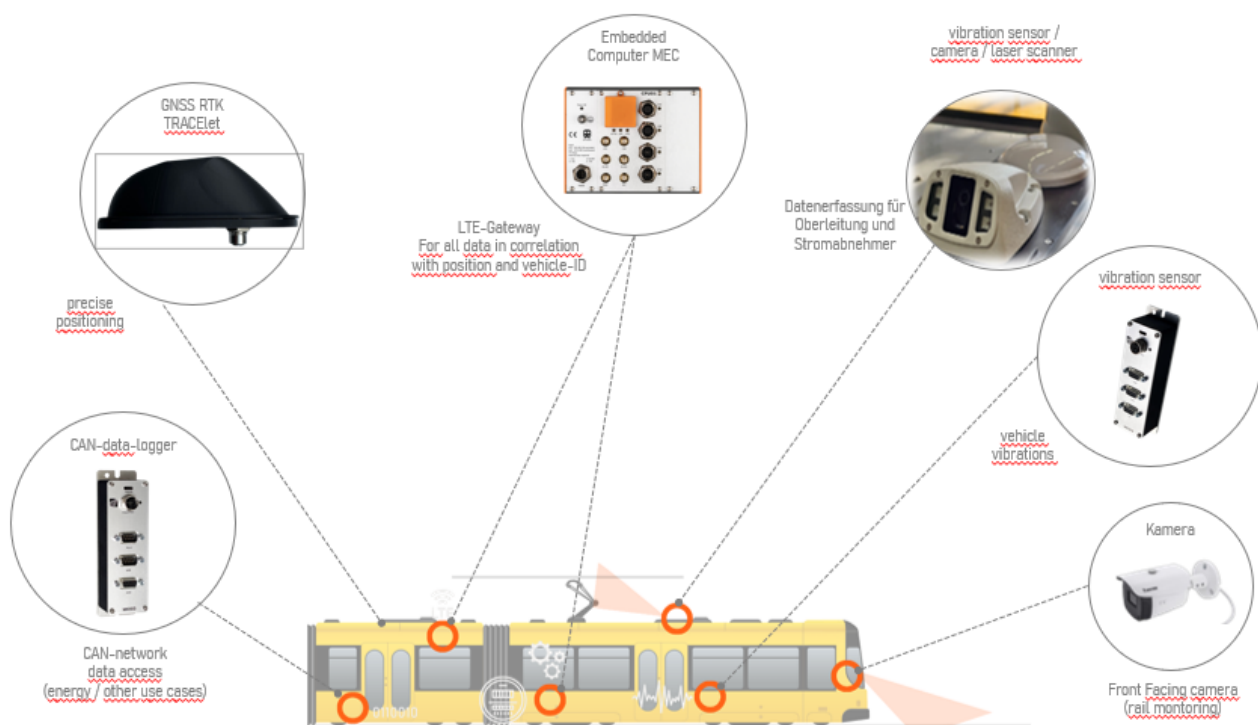 Embedded
Computer MEC
vibration sensor /
camera / laser scanner
GNSS RTK
TRACElet
LTE-Gateway
For all data in correlation
with position and vehicle-ID
Datenerfassung für
Oberleitung und
Stromabnehmer
vibration sensor
precise
positioning
CAN-data-logger
vehicle
vibrations
Kamera
LTE
CAN-network
data access
(energy / other use cases)
0110010
Front Facing camera
(rail montoring)